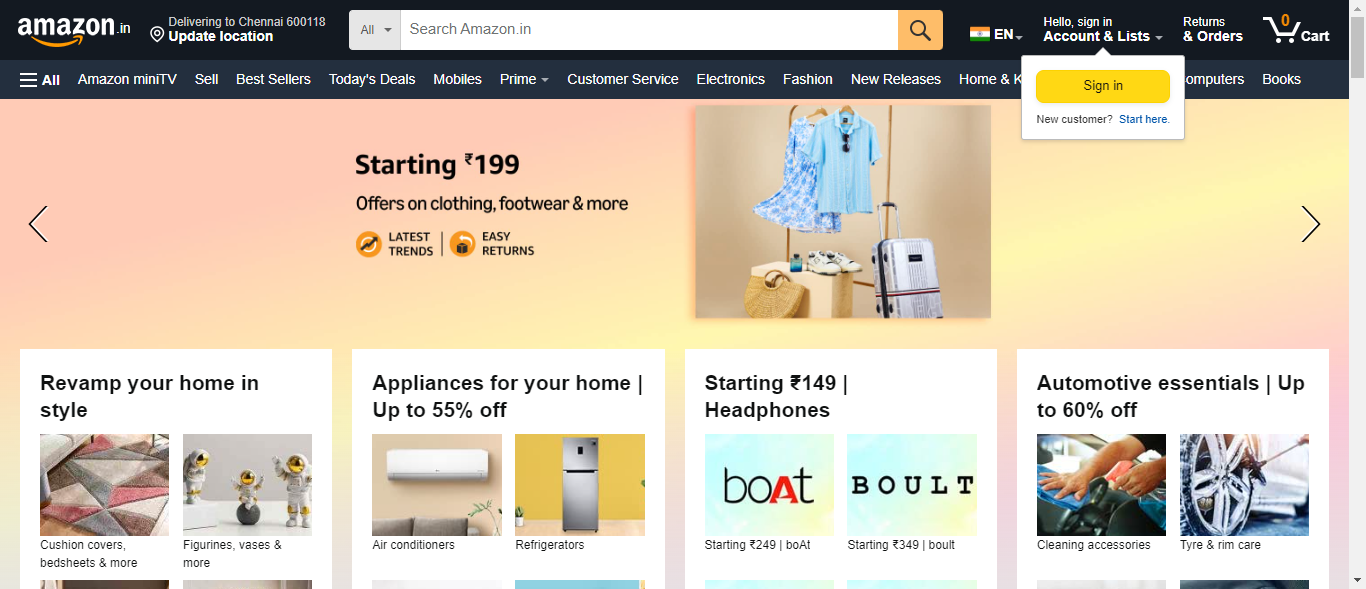 amazon.in
Delivering to Chennai 600118
Update location
All
Search Amazon.in
EN
Hello, sign in
Account & Lists
Returns
& Orders
0
Cart
All
Amazon miniTV
Sell
Best Sellers
Today's Deals
Mobiles
Prime
Customer Service
Electronics
Fashion
New Releases
Home & K
omputers
Books
Sign in
New customer? Start here.
Starting ₹199
Offers on clothing, footwear & more
LATEST
TRENDS
EASY
RETURNS
Revamp your home in
style
Cushion covers,
bedsheets & more
Figurines, vases &
more
Appliances for your home |
Up to 55% off
Air conditioners
Refrigerators
Starting ₹149 |
Headphones
boAt
BOULT
Starting ₹249 | boAt
Starting ₹349 | boult
Automotive essentials | Up
to 60% off
Cleaning accessories
Tyre & rim care